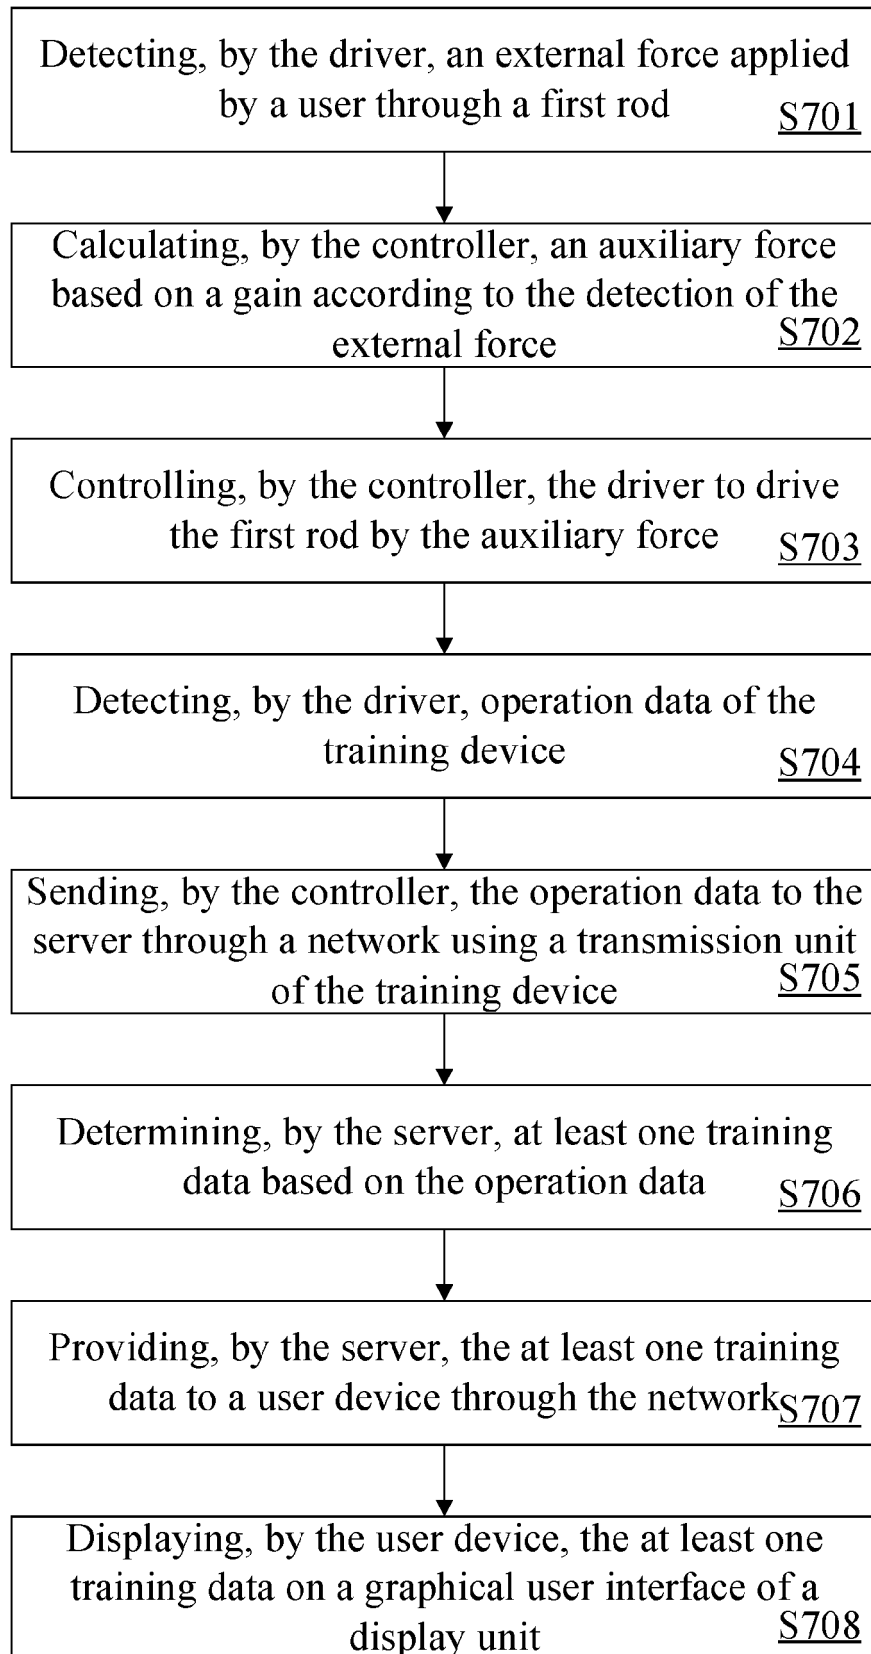 Detecting, by the driver, an external force applied
by a user through a first rod
S701
Calculating, by the controller, an auxiliary force
based on a gain according to the detection of the
external force
S702
Controlling, by the controller, the driver to drive
the first rod by the auxiliary force
S703
Detecting, by the driver, operation data of the
training device
S704
Sending, by the controller, the operation data to the
server through a network using a transmission unit
of the training device
S705
Determining, by the server, at least one training
data based on the operation data
S706
Providing, by the server, the at least one training
data to a user device through the network
S707
Displaying, by the user device, the at least one
training data on a graphical user interface of a
display unit
S708